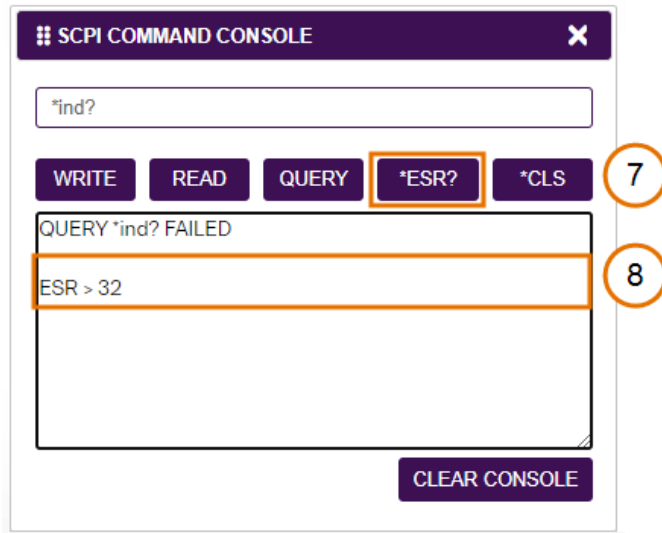 SCPI COMMAND CONSOLE
*ind?
WRITE READ QUERY *ESR? *CLS 7
QUERY *ind? FAILED
ESR > 32 8
CLEAR CONSOLE